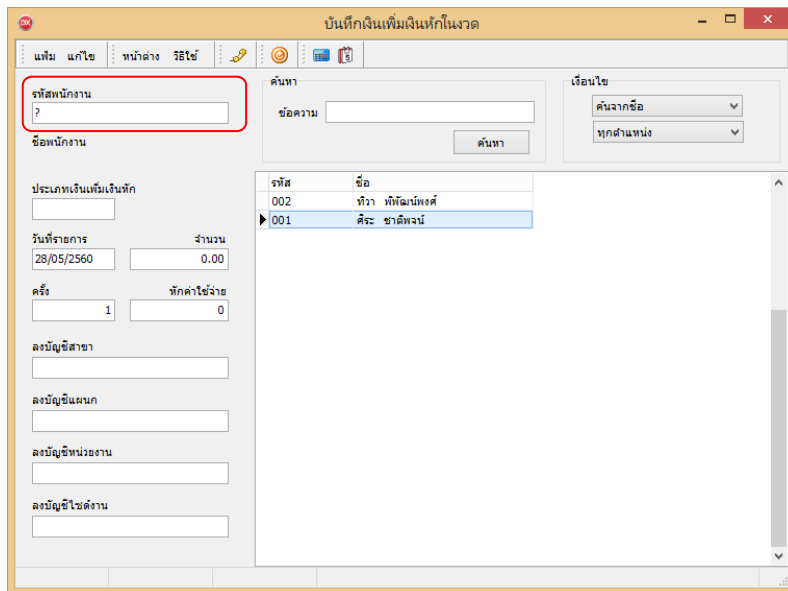 บันทึกเงินเพิ่มเงินหักในงวด
แฟ้ม แก้ไข หน้าต่าง วิธีใช้
รหัสพนักงาน
?
ชื่อพนักงาน
ประเภทเงินเพิ่มเงินหัก
วันที่รายการ จำนวน
28/05/2560 0.00
ครั้ง หักค่าใช้จ่าย
1 0
ลงบัญชีสาขา
ลงบัญชีแผนก
ลงบัญชีหน่วยงาน
ลงบัญชีไซด์งาน
ค้นหา
ข้อความ
ค้นหา
เงื่อนไข
ค้นจากชื่อ
ทุกตำแหน่ง
รหัส ชื่อ
002 ทิวา พิพัฒน์พงศ์
001 ศิระ ชาติพจน์